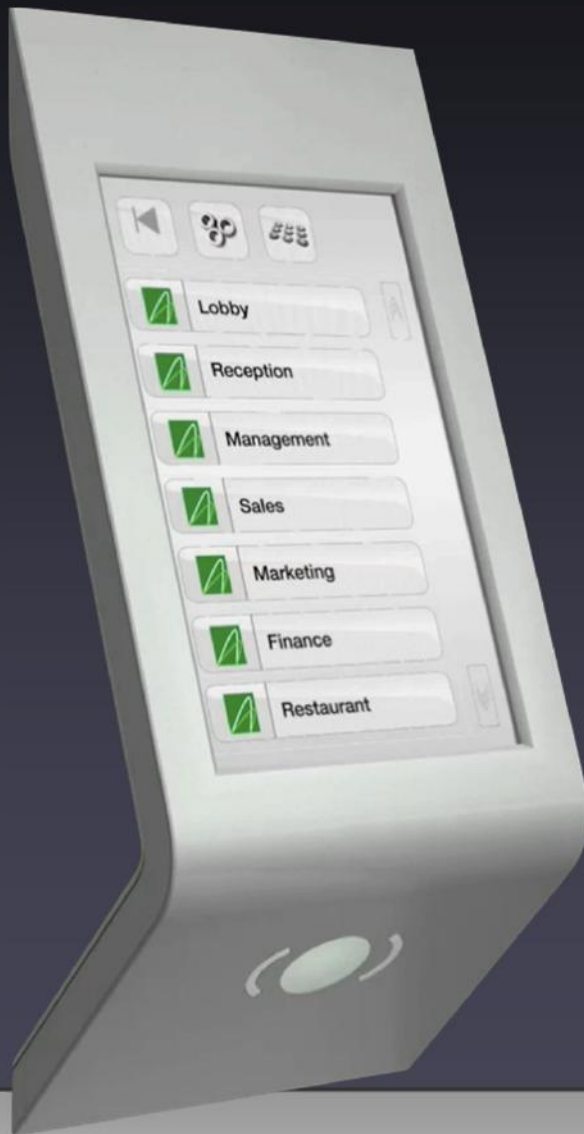 Lobby
Reception
Management
Sales
Marketing
Finance
Restaurant